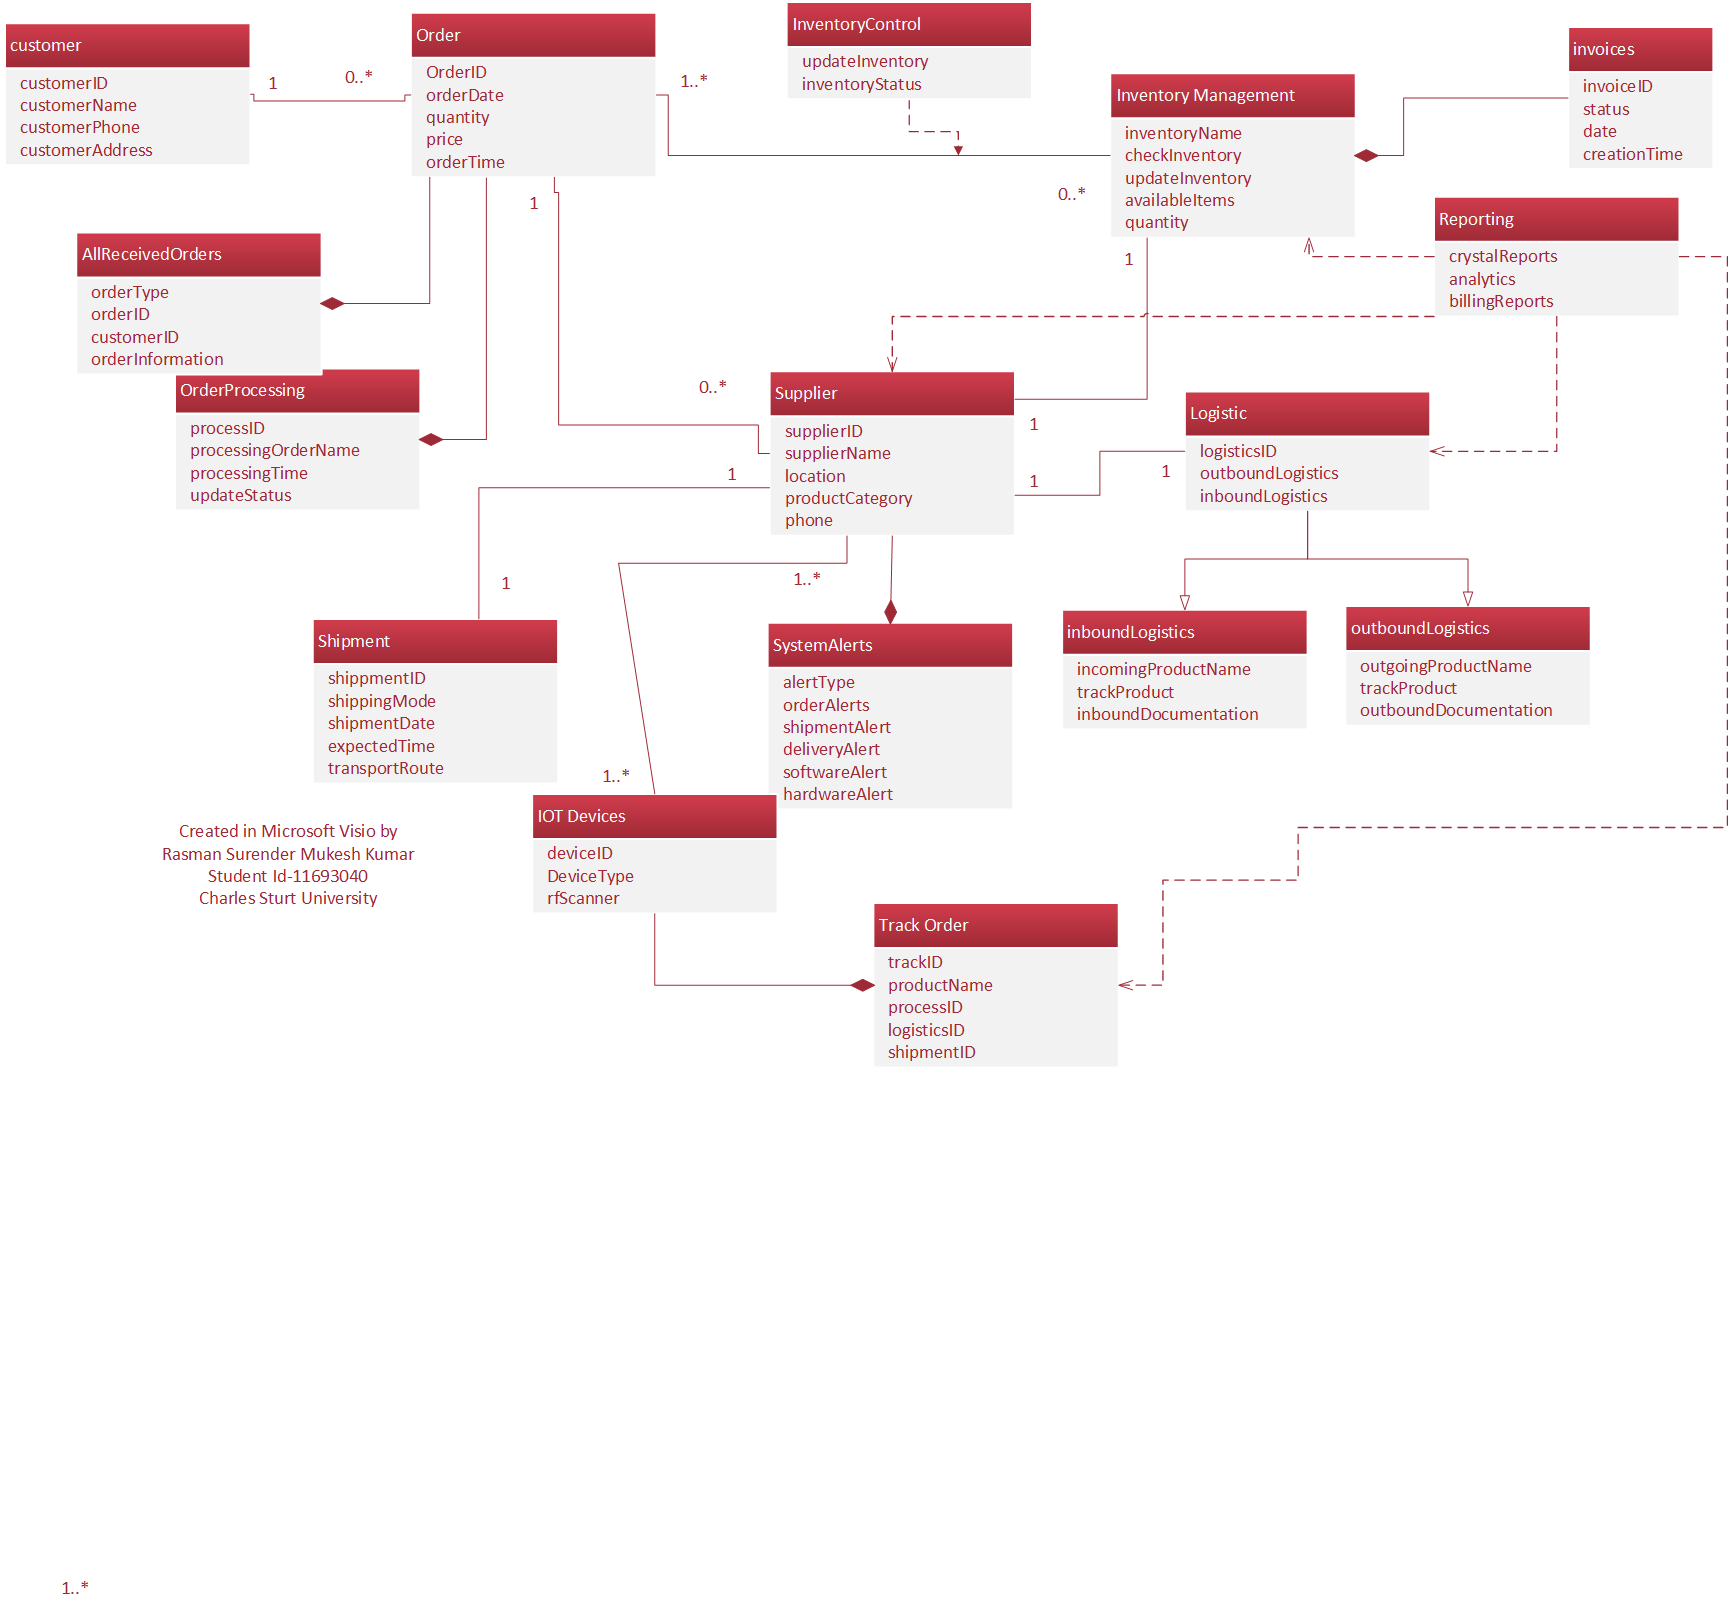 customer
customerID
customerName
customerPhone
customerAddress
1
0..*
Order
OrderID
orderDate
quantity
price
orderTime
1..*
InventoryControl
updateInventory
inventoryStatus
Inventory Management
inventoryName
checkInventory
updateInventory
availableItems
quantity
0..*
invoices
invoiceID
status
date
creationTime
Reporting
crystalReports
analytics
billingReports
1
1
AllReceivedOrders
orderType
orderID
customerID
orderInformation
OrderProcessing
processID
processingOrderName
processingTime
updateStatus
0..*
Supplier
supplierID
supplierName
location
productCategory
phone
1
1
1
1
Logistic
logisticsID
outboundLogistics
inboundLogistics
1
1..*
Shipment
shippmentID
shippingMode
shipmentDate
expectedTime
transportRoute
SystemAlerts
alertType
orderAlerts
shipmentAlert
deliveryAlert
softwareAlert
hardwareAlert
inboundLogistics
incomingProductName
trackProduct
inboundDocumentation
outboundLogistics
outgoingProductName
trackProduct
outboundDocumentation
1..*
IOT Devices
deviceID
DeviceType
rfScanner
Created in Microsoft Visio by
Rasman Surender Mukesh Kumar
Student Id-11693040
Charles Sturt University
Track Order
trackID
productName
processID
logisticsID
shipmentID
1..*